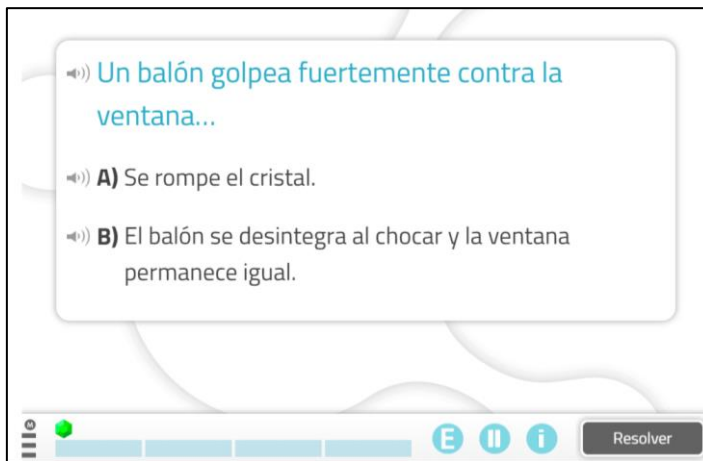 Un balón golpea fuertemente contra la
ventana...
A) Se rompe el cristal.
B) El balón se desintegra al chocar y la ventana
permanece igual.
M
E
i
Resolver